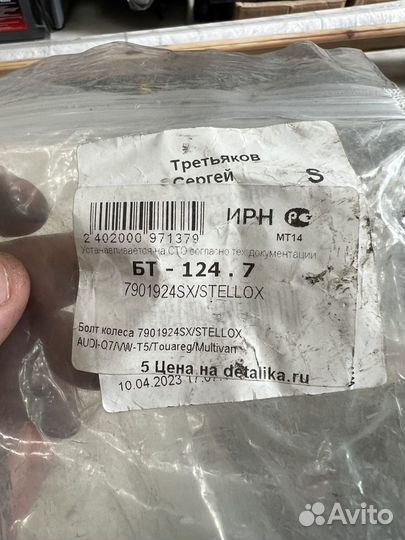 Третьяков
Сергей S
ИРН РС
2 402000 971379 МТ14
Устанавливается на СТО согласно тех документации
БТ - 124 . 7
7901924SX/STELLOX
Болт колеса 7901924SX/STELLOX
AUDI-Q7/VW-T5/Touareg/Multivan
5 Цена на detalika.ru
10.04.2023
Avito